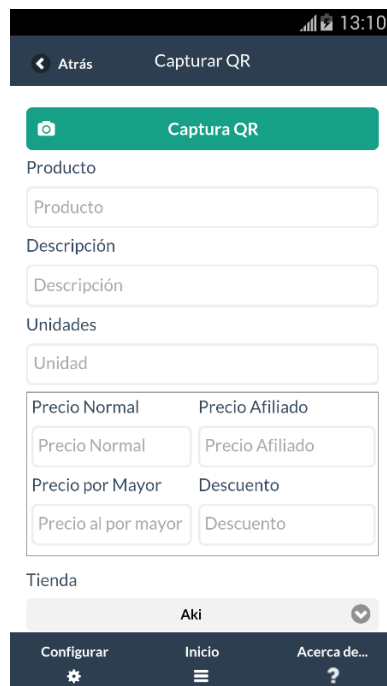 13:10
Atrás Capturar QR
Captura QR
Producto
Producto
Descripción
Descripción
Unidades
Unidad
Precio Normal Precio Afiliado
Precio Normal Precio Afiliado
Precio por Mayor Descuento
Precio al por mayor Descuento
Tienda
Aki
Configurar Inicio Acerca de...
?